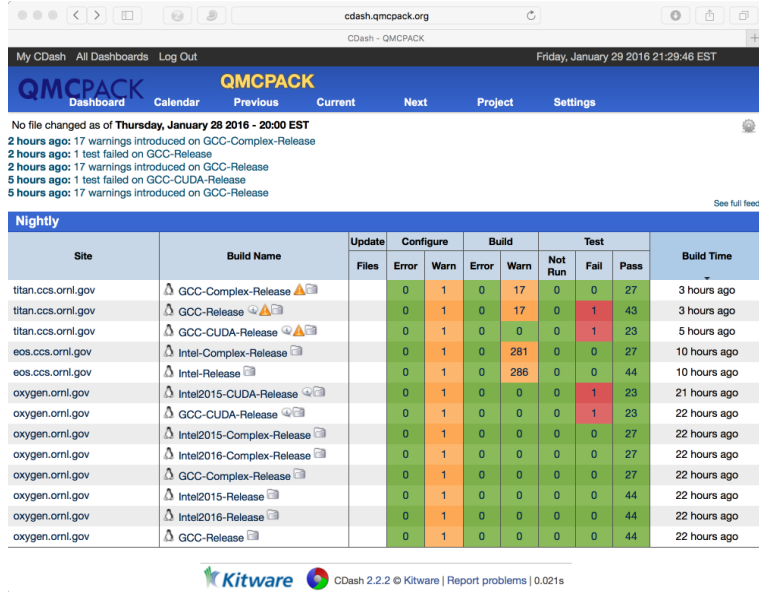 cdash.qmcpack.org
CDash - QMCPACK
My CDash All Dashboards Log Out Friday, January 29 2016 21:29:46 EST
QMCPACK QMCPACK
Dashboard Calendar Previous Current Next Project Settings
No file changed as of Thursday, January 28 2016 - 20:00 EST
2 hours ago: 17 warnings introduced on GCC-Complex-Release
2 hours ago: 1 test failed on GCC-Release
2 hours ago: 17 warnings introduced on GCC-Release
5 hours ago: 1 test failed on GCC-CUDA-Release
5 hours ago: 17 warnings introduced on GCC-Release
See full feed
Nightly
Site Build Name Update Configure Build Test Build Time
Files Error Warn Error Warn Not Run Fail Pass
titan.ccs.ornl.gov GCC-Complex-Release 0 1 0 17 0 0 27 3 hours ago
titan.ccs.ornl.gov GCC-Release 0 1 0 17 0 1 43 3 hours ago
titan.ccs.ornl.gov GCC-CUDA-Release 0 1 0 0 0 1 23 5 hours ago
eos.ccs.ornl.gov Intel-Complex-Release 0 1 0 281 0 0 27 10 hours ago
eos.ccs.ornl.gov Intel-Release 0 1 0 286 0 0 44 10 hours ago
oxygen.ornl.gov Intel2015-CUDA-Release 0 1 0 0 0 1 23 21 hours ago
oxygen.ornl.gov GCC-CUDA-Release 0 1 0 0 0 1 23 22 hours ago
oxygen.ornl.gov Intel2015-Complex-Release 0 1 0 0 0 0 27 22 hours ago
oxygen.ornl.gov Intel2016-Complex-Release 0 1 0 0 0 0 27 22 hours ago
oxygen.ornl.gov GCC-Complex-Release 0 1 0 0 0 0 27 22 hours ago
oxygen.ornl.gov Intel2015-Release 0 1 0 0 0 0 44 22 hours ago
oxygen.ornl.gov Intel2016-Release 0 1 0 0 0 0 44 22 hours ago
oxygen.ornl.gov GCC-Release 0 1 0 0 0 0 44 22 hours ago
Kitware CDash 2.2.2 © Kitware | Report problems | 0.021s